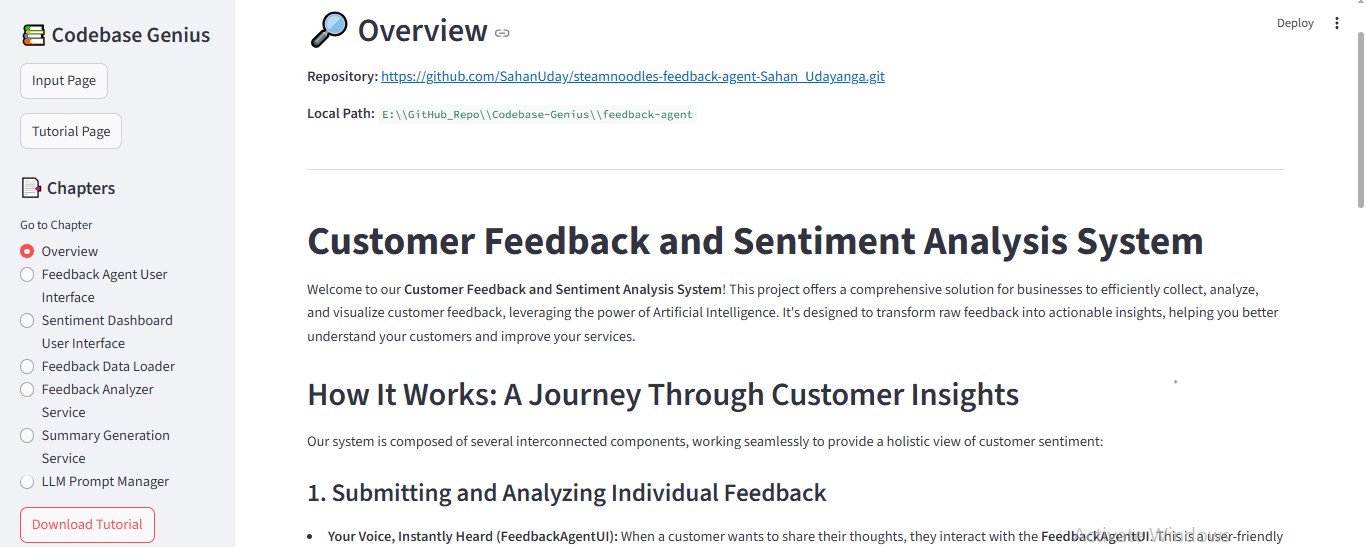 Codebase Genius
Input Page
Tutorial Page
Chapters
Go to Chapter
Overview
Feedback Agent User
Interface
Sentiment Dashboard
User Interface
Feedback Data Loader
Feedback Analyzer
Service
Summary Generation
Service
LLM Prompt Manager
Download Tutorial
Deploy
Overview
Repository: https://github.com/SahanUday/steamnoodles-feedback-agent-Sahan_Udayanga.git
Local Path: E:\\GitHub_Repo\\Codebase-Genius\\feedback-agent
Customer Feedback and Sentiment Analysis System
Welcome to our Customer Feedback and Sentiment Analysis System! This project offers a comprehensive solution for businesses to efficiently collect, analyze,
and visualize customer feedback, leveraging the power of Artificial Intelligence. It's designed to transform raw feedback into actionable insights, helping you better
understand your customers and improve your services.
How It Works: A Journey Through Customer Insights
Our system is composed of several interconnected components, working seamlessly to provide a holistic view of customer sentiment:
1. Submitting and Analyzing Individual Feedback
• Your Voice, Instantly Heard (FeedbackAgentUI): When a customer wants to share their thoughts, they interact with the FeedbackAgentUI. This is a user-friendly
Activate Windows